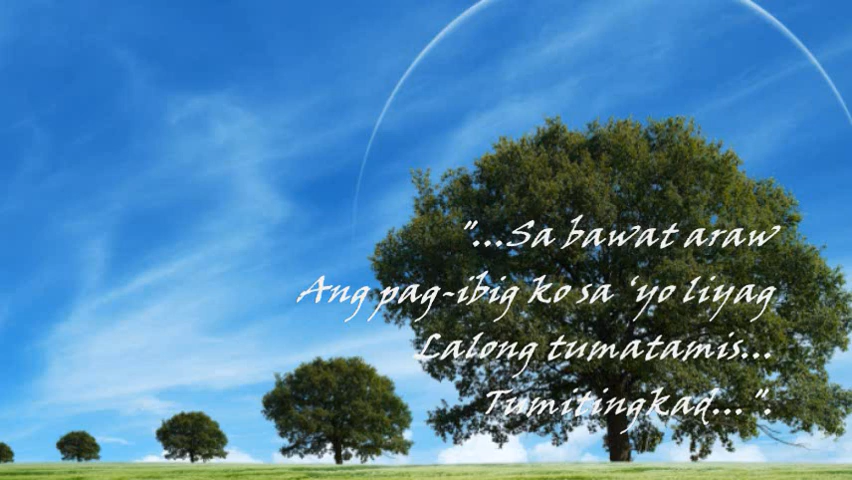 "...Sa bawat araw
Ang pag-ibig ko sa ‘yo liyag
Lalong tumatamis...
Tumitingkad... ".